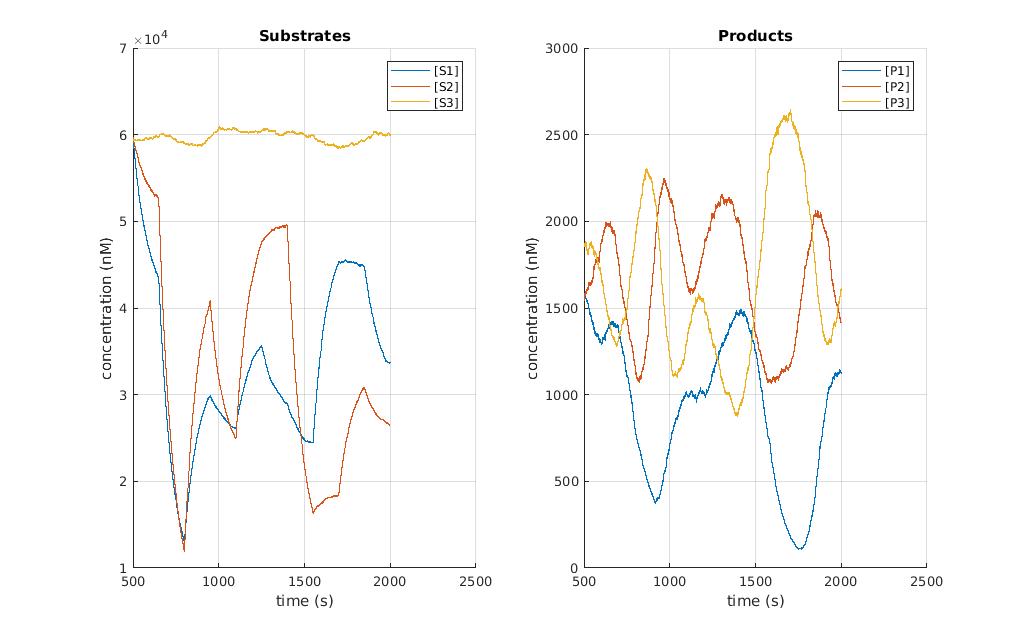 Substrates
×10⁴
7
6
5
4
3
2
1
500
1000
1500
2000
2500
concentration (nM)
time (s)
[S1]
[S2]
[S3]
Products
3000
2500
2000
1500
1000
500
0
500
1000
1500
2000
2500
concentration (nM)
time (s)
[P1]
[P2]
[P3]